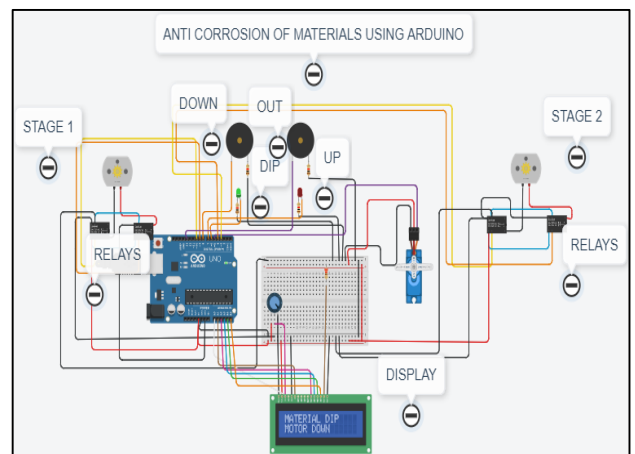 ANTI CORROSION OF MATERIALS USING ARDUINO
DOWN
OUT
STAGE 1
STAGE 2
DIP
UP
RELAYS
RELAYS
ARDUINO
UNO
DISPLAY
MATERIAL DIP
MOTOR DOWN